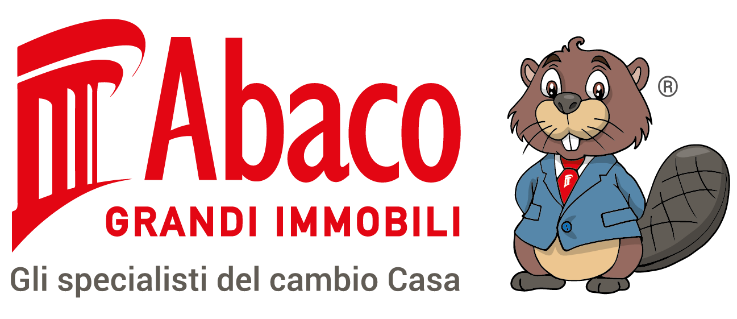 Abaco
GRANDI IMMOBILI
Gli specialisti del cambio Casa
®